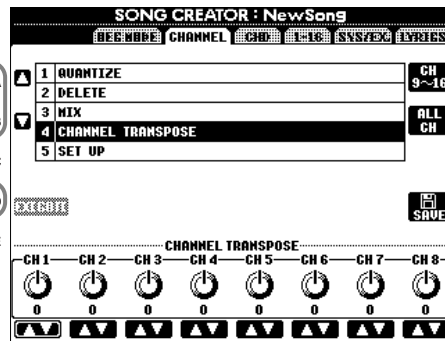 SONG CREATOR : NewSong
REC MODE CHANNEL CHD 1-16 SYS/EX. LYRICS
1 QUANTIZE
2 DELETE
3 MIX
4 CHANNEL TRANSPOSE
5 SET UP
CH 9~16
ALL CH
EXECUTE
SAVE
CHANNEL TRANSPOSE
CH 1 CH 2 CH 3 CH 4 CH 5 CH 6 CH 7 CH 8
0 0 0 0 0 0 0 0